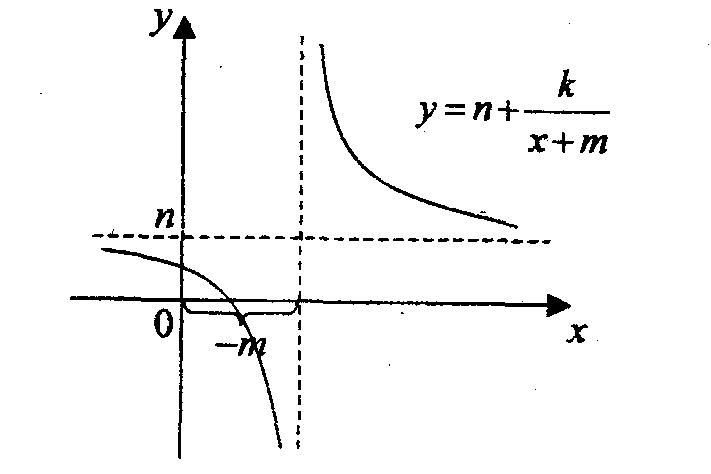 y
y = n + k/(x + m)
n
0
-m
x